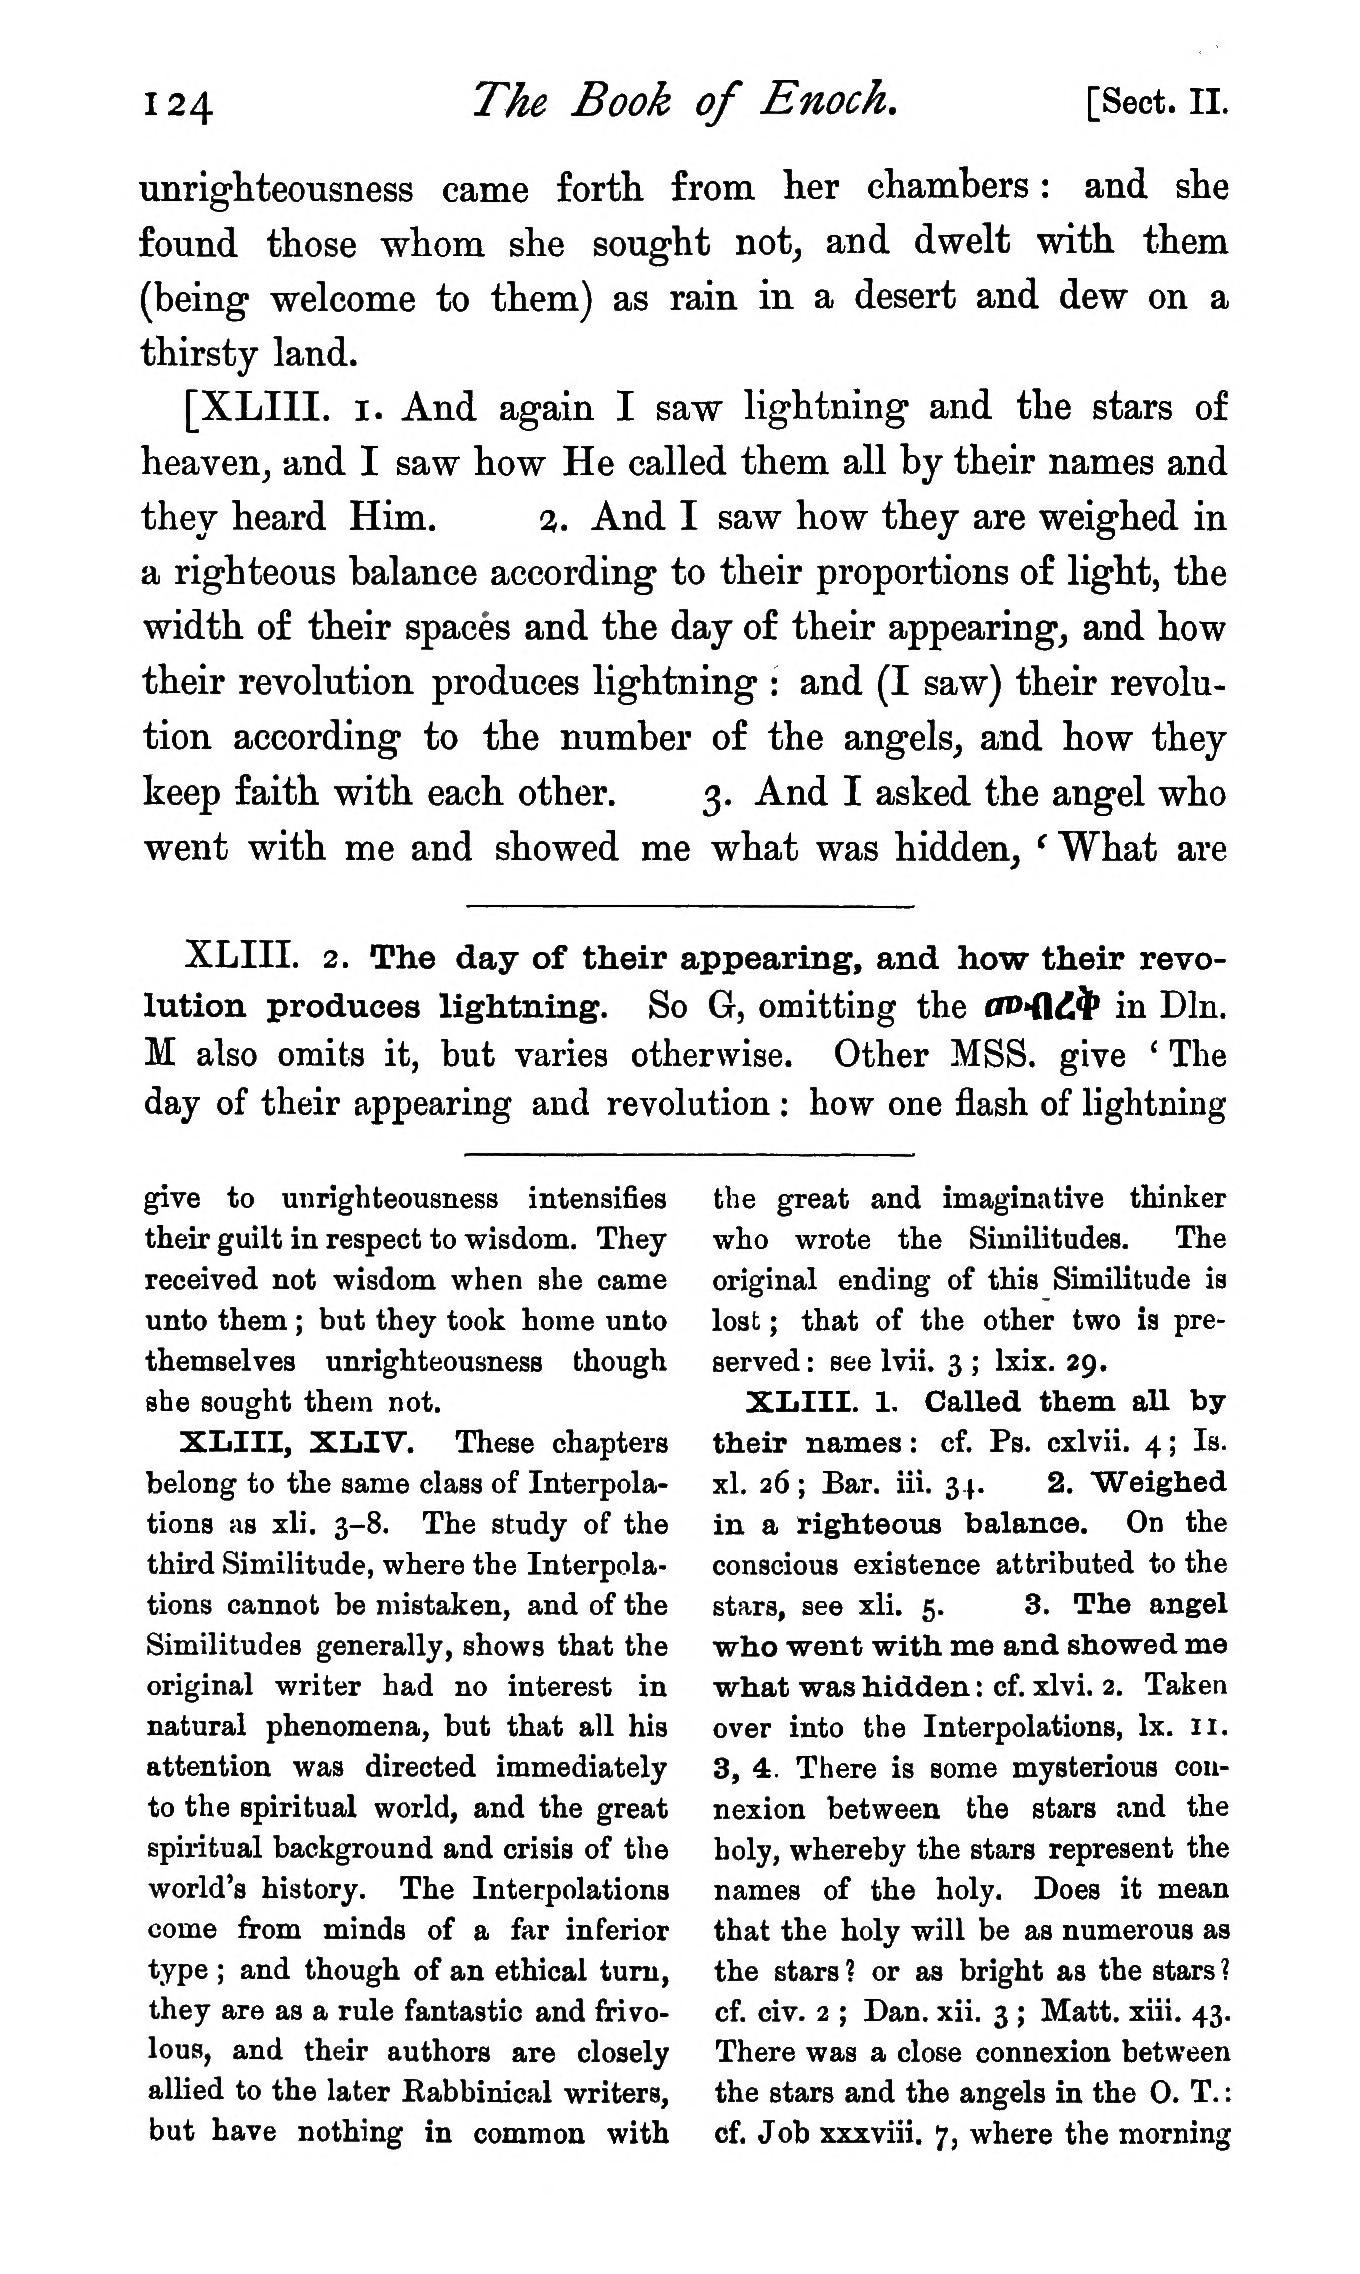 124 The Book of Enoch. [Sect. II.
unrighteousness came forth from her chambers : and she
found those whom she sought not, and dwelt with them
(being welcome to them) as rain in a desert and dew on a
thirsty land.
[XLIII. 1. And again I saw lightning and the stars of
heaven, and I saw how He called them all by their names and
they heard Him. 2. And I saw how they are weighed in
a righteous balance according to their proportions of light, the
width of their spaces and the day of their appearing, and how
their revolution produces lightning : and (I saw) their revolu-
tion according to the number of the angels, and how they
keep faith with each other. 3. And I asked the angel who
went with me and showed me what was hidden, ‘ What are
XLIII. 2. The day of their appearing, and how their revo-
lution produces lightning. So G, omitting the መብረቅ in Dln.
M also omits it, but varies otherwise. Other MSS. give ‘ The
day of their appearing and revolution : how one flash of lightning
give to unrighteousness intensifies
their guilt in respect to wisdom. They
received not wisdom when she came
unto them ; but they took home unto
themselves unrighteousness though
she sought them not.
XLIII, XLIV. These chapters
belong to the same class of Interpola-
tions as xli. 3–8. The study of the
third Similitude, where the Interpola-
tions cannot be mistaken, and of the
Similitudes generally, shows that the
original writer had no interest in
natural phenomena, but that all his
attention was directed immediately
to the spiritual world, and the great
spiritual background and crisis of the
world's history. The Interpolations
come from minds of a far inferior
type ; and though of an ethical turn,
they are as a rule fantastic and frivo-
lous, and their authors are closely
allied to the later Rabbinical writers,
but have nothing in common with
the great and imaginative thinker
who wrote the Similitudes. The
original ending of this Similitude is
lost ; that of the other two is pre-
served : see lvii. 3 ; lxix. 29.
XLIII. 1. Called them all by
their names : cf. Ps. cxlvii. 4 ; Is.
xl. 26 ; Bar. iii. 34. 2. Weighed
in a righteous balance. On the
conscious existence attributed to the
stars, see xli. 5. 3. The angel
who went with me and showed me
what was hidden : cf. xlvi. 2. Taken
over into the Interpolations, lx. 11.
3, 4. There is some mysterious con-
nexion between the stars and the
holy, whereby the stars represent the
names of the holy. Does it mean
that the holy will be as numerous as
the stars? or as bright as the stars?
cf. civ. 2 ; Dan. xii. 3 ; Matt. xiii. 43.
There was a close connexion between
the stars and the angels in the O. T. :
cf. Job xxxviii. 7, where the morning